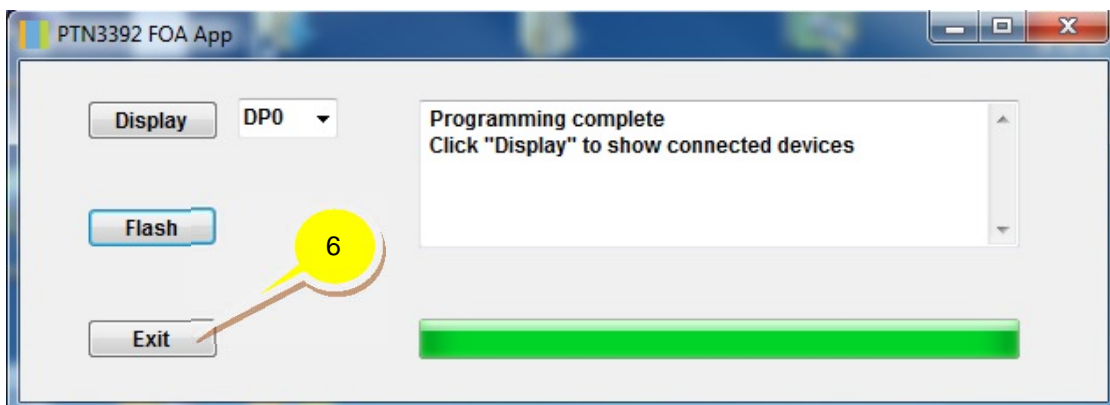 PTN3392 FOA App
Display
DP0
Programming complete
Click "Display" to show connected devices
Flash
6
Exit